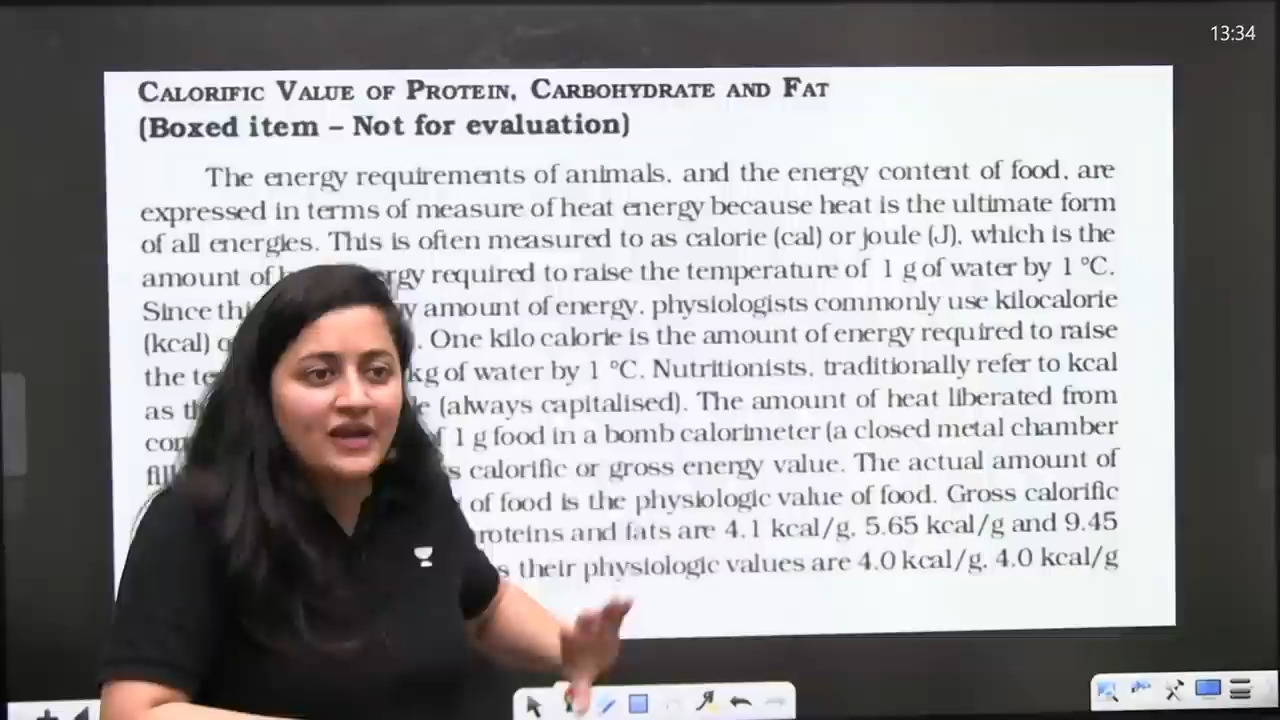 13:34
CALORIFIC VALUE OF PROTEIN, CARBOHYDRATE AND FAT
(Boxed item – Not for evaluation)
The energy requirements of animals, and the energy content of food, are
expressed in terms of measure of heat energy because heat is the ultimate form
of all energies. This is often measured to as calorie (cal) or joule (J), which is the
amount of required to raise the temperature of 1 g of water by 1 °C.
Since amount of energy, physiologists commonly use kilocalorie
(kcal) . One kilo calorie is the amount of energy required to raise
the kg of water by 1 °C. Nutritionists, traditionally refer to kcal
as (always capitalised). The amount of heat liberated from
1 g food in a bomb calorimeter (a closed metal chamber
calorific or gross energy value. The actual amount of
of food is the physiologic value of food. Gross calorific
and fats are 4.1 kcal/g, 5.65 kcal/g and 9.45
their physiologic values are 4.0 kcal/g, 4.0 kcal/g